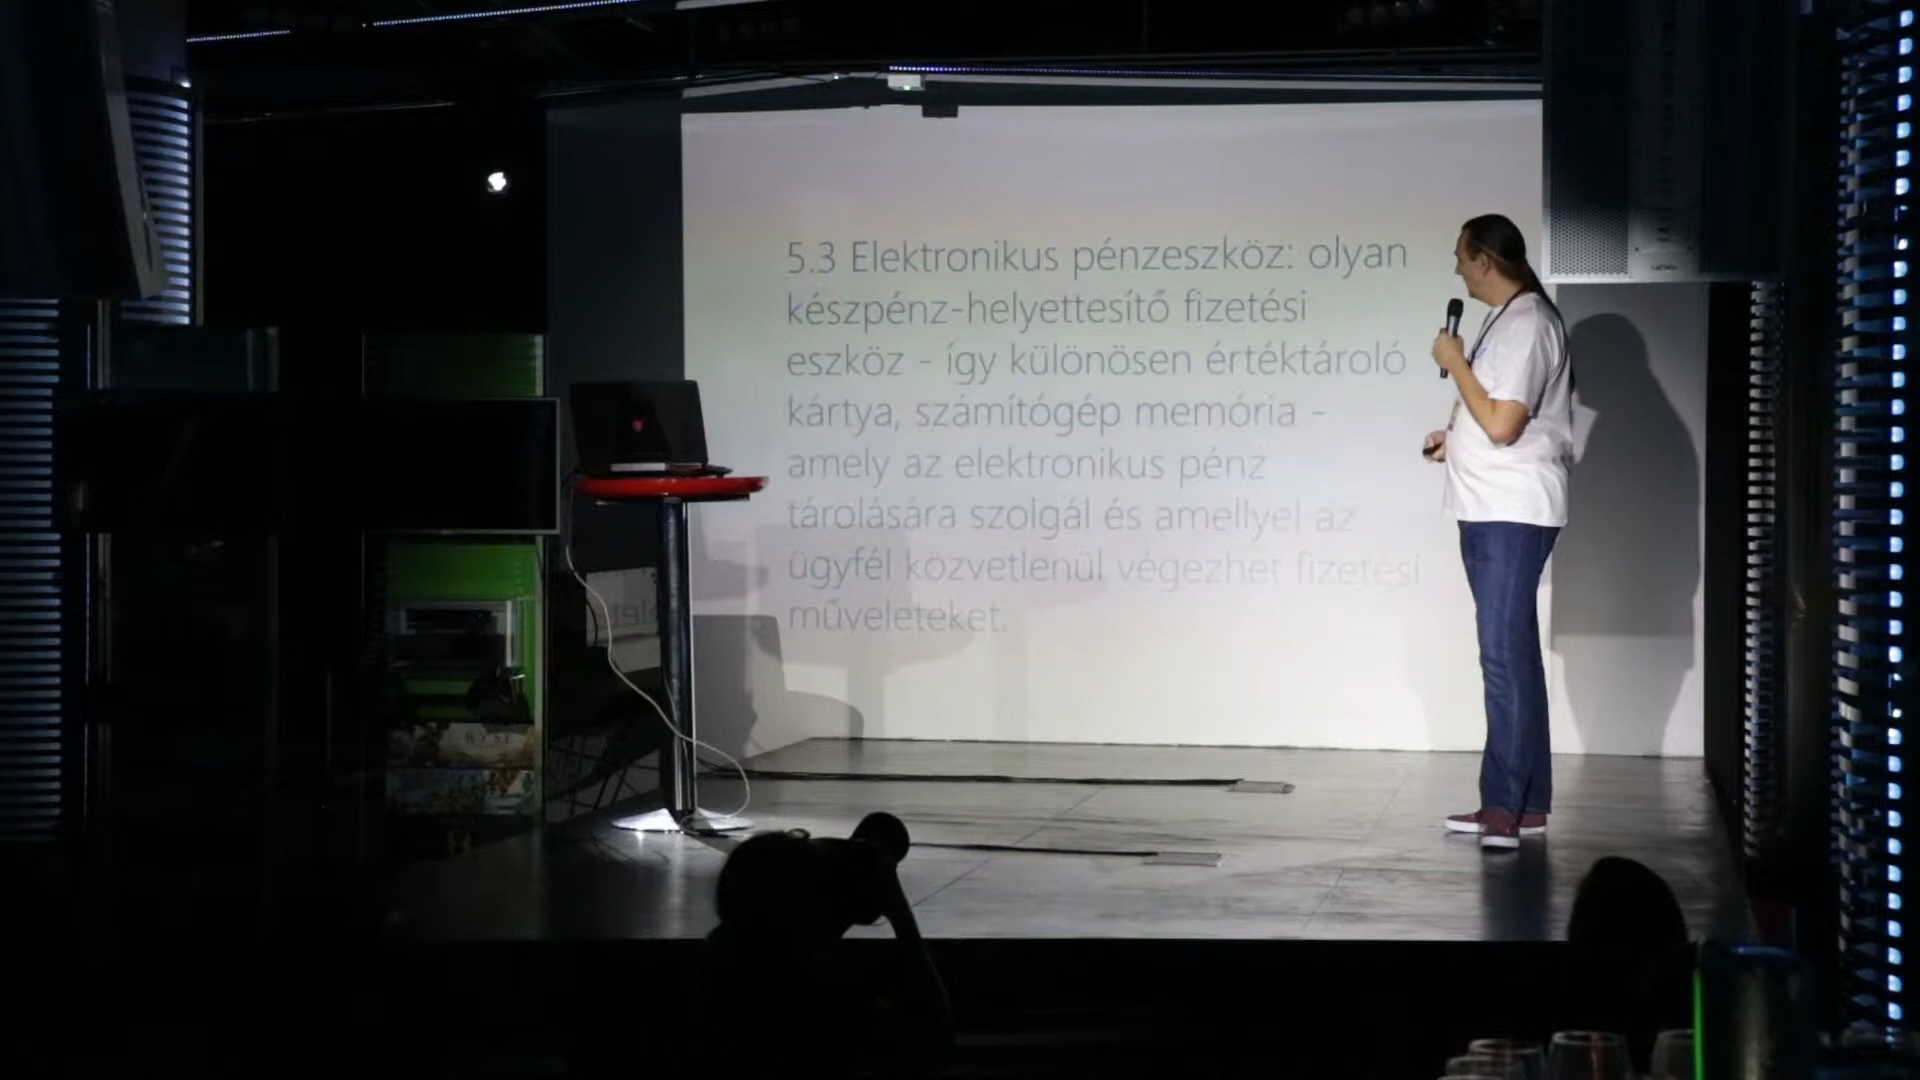 5.3 Elektronikus pénzeszköz: olyan
készpénz-helyettesítő fizetési
eszköz - így különösen értéktároló
kártya, számítógép memória -
amely az elektronikus pénz
tárolására szolgál és amellyel az
ügyfél közvetlenül végezhet fizetési
műveleteket.
RYSE